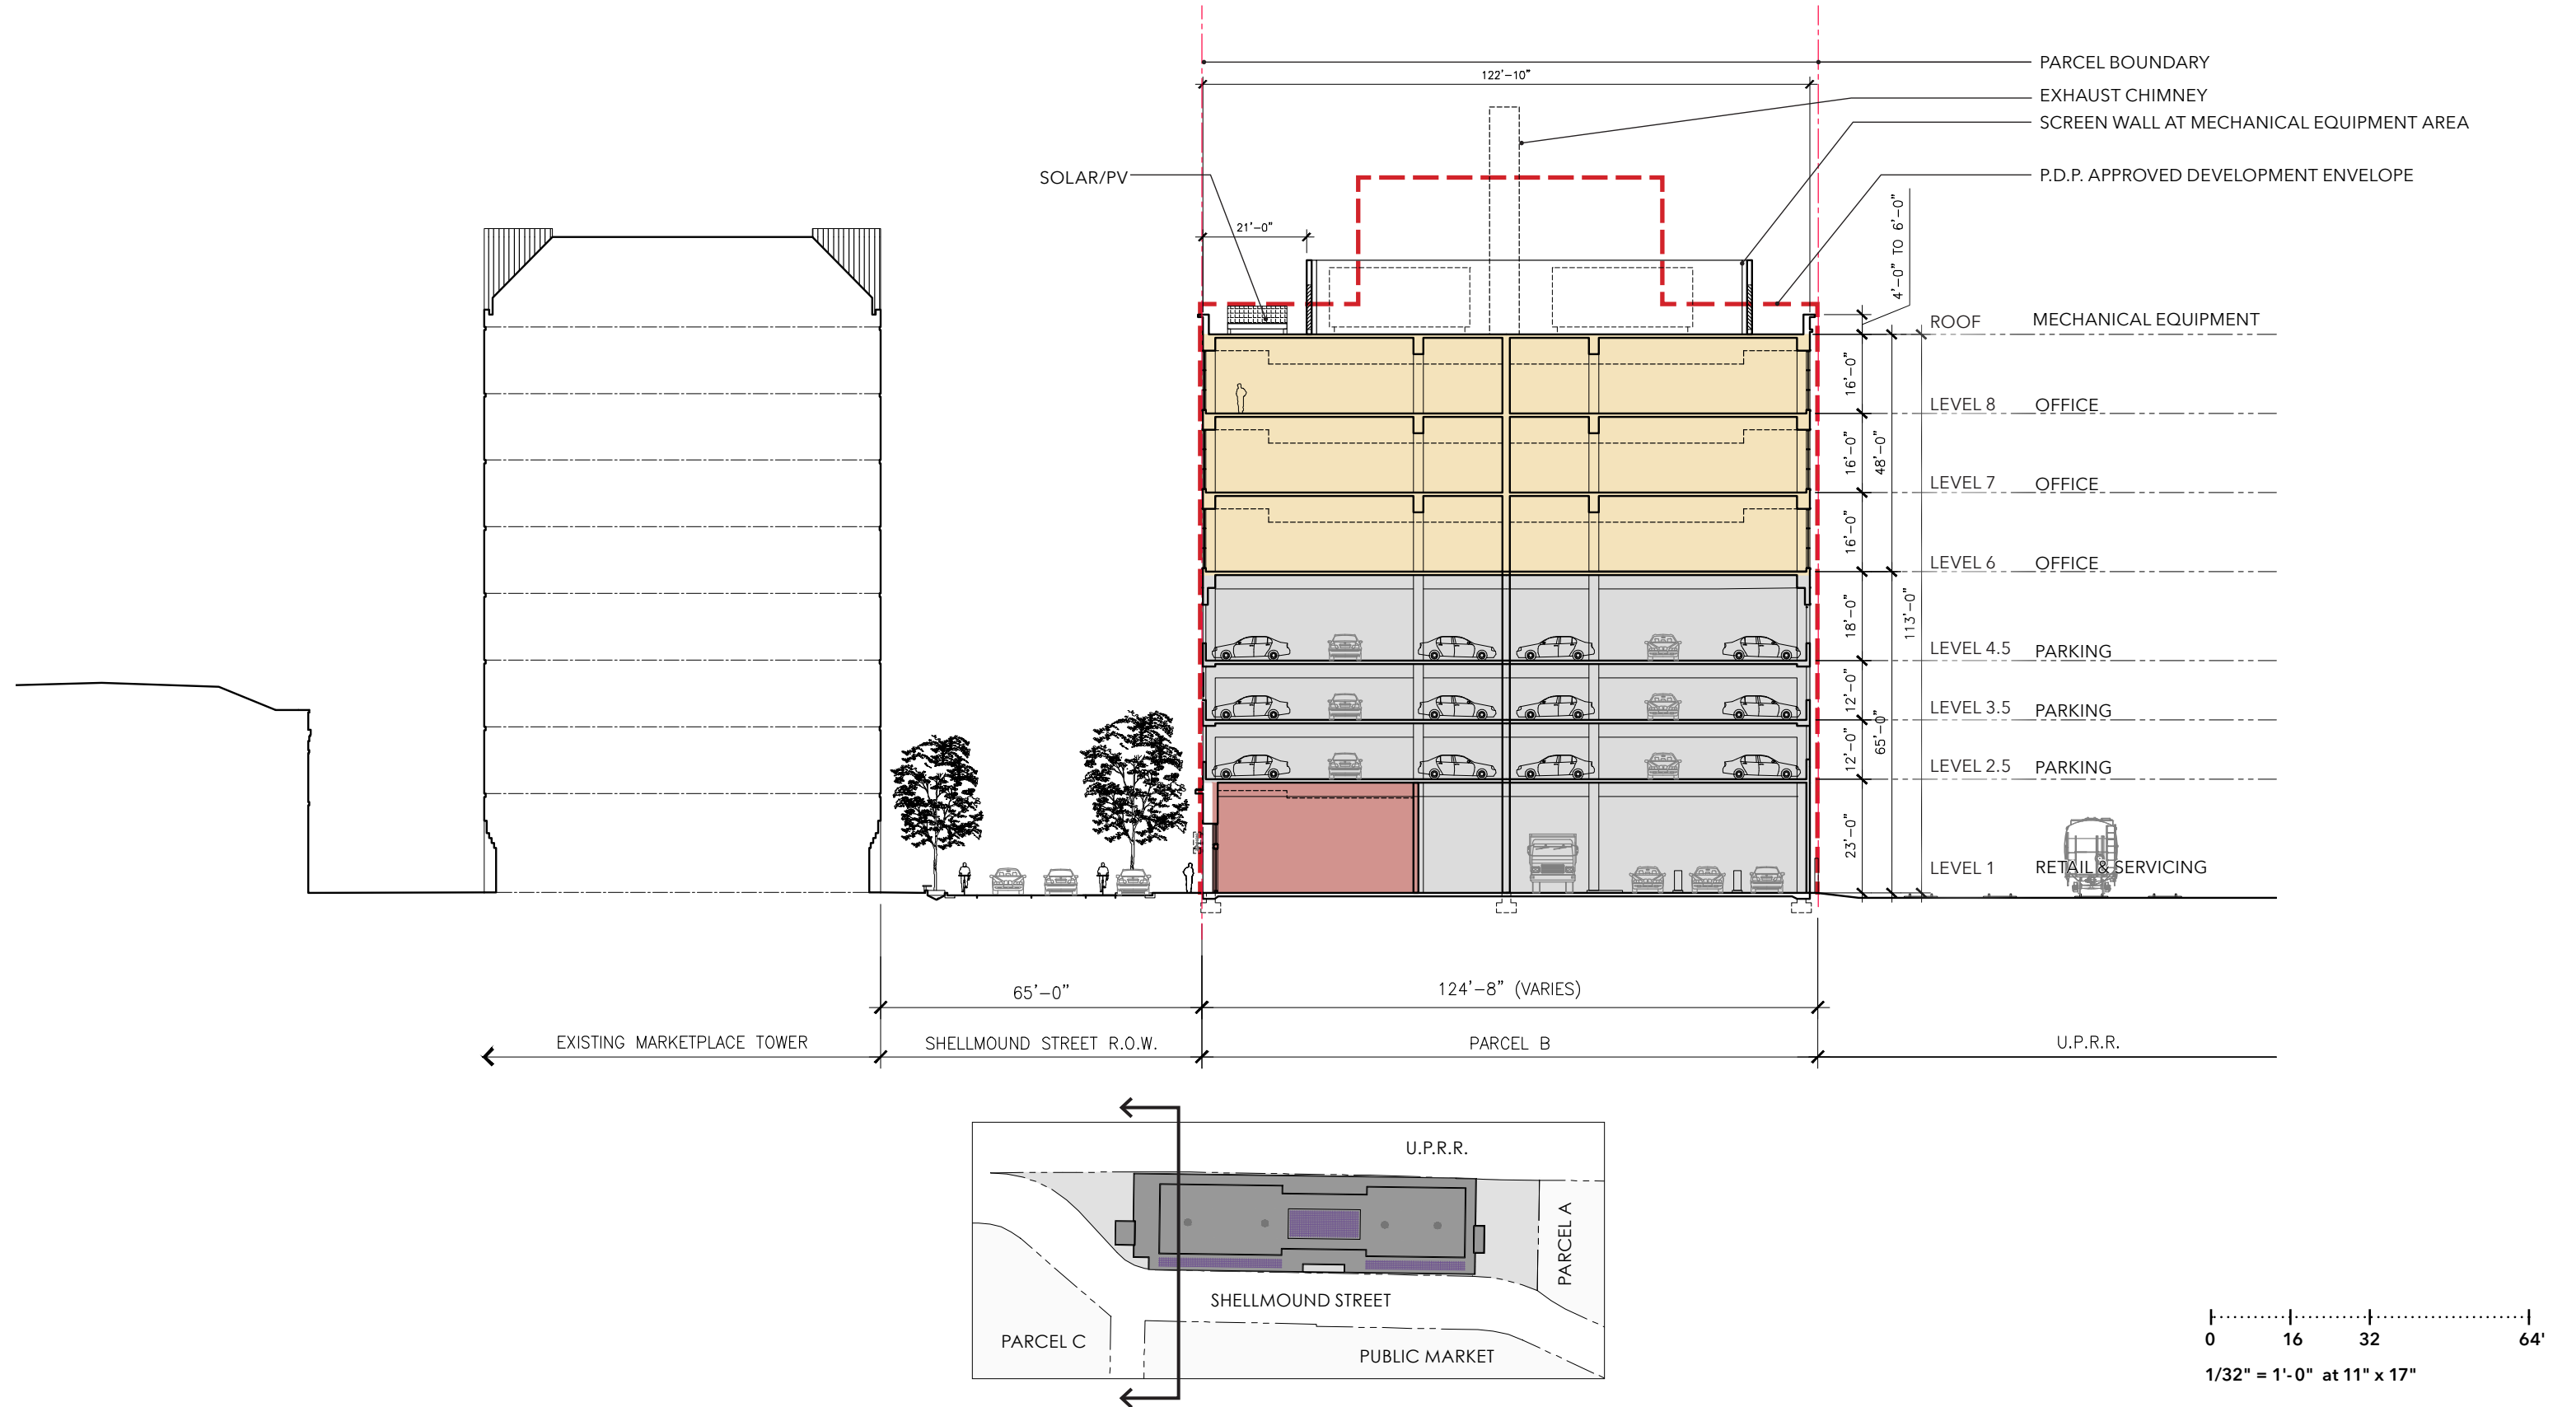 PARCEL BOUNDARY
122'-10"
EXHAUST CHIMNEY
SCREEN WALL AT MECHANICAL EQUIPMENT AREA
SOLAR/PV
P.D.P. APPROVED DEVELOPMENT ENVELOPE
21'-0"
4'-0" TO 6'-0"
ROOF MECHANICAL EQUIPMENT
16'-0"
LEVEL 8 OFFICE
16'-0"
48'-0"
LEVEL 7 OFFICE
16'-0"
LEVEL 6 OFFICE
18'-0"
113'-0"
LEVEL 4.5 PARKING
12'-0"
LEVEL 3.5 PARKING
65'-0"
12'-0"
LEVEL 2.5 PARKING
23'-0"
LEVEL 1 RETAIL & SERVICING
65'-0"
124'-8" (VARIES)
EXISTING MARKETPLACE TOWER
SHELLMOUND STREET R.O.W.
PARCEL B
U.P.R.R.
U.P.R.R.
PARCEL A
SHELLMOUND STREET
PARCEL C
PUBLIC MARKET
0 16 32 64'
1/32" = 1'-0" at 11" x 17"